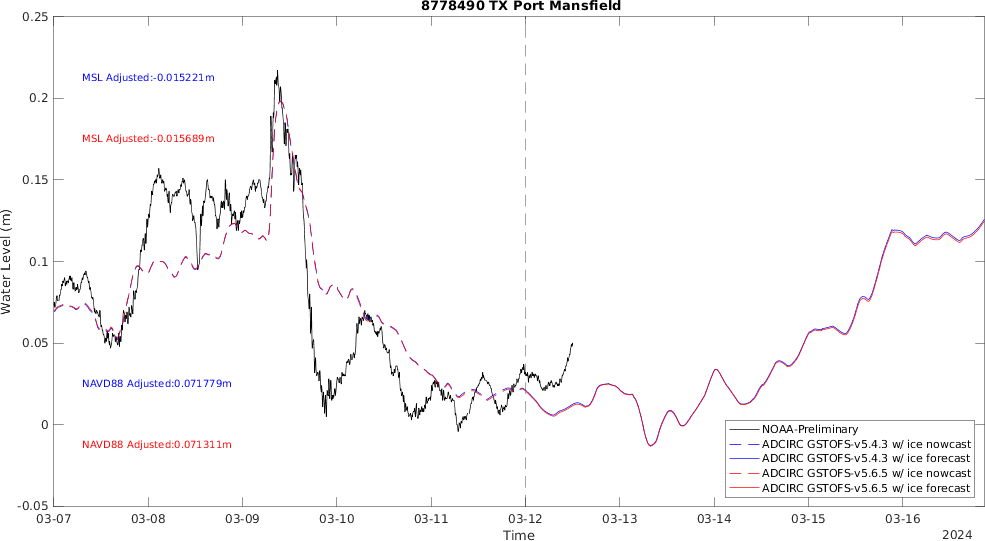 8778490 TX Port Mansfield
0.25
0.2
0.15
0.1
0.05
0
-0.05
Water Level (m)
MSL Adjusted:-0.015221m
MSL Adjusted:-0.015689m
NAVD88 Adjusted:0.071779m
NAVD88 Adjusted:0.071311m
NOAA-Preliminary
ADCIRC GSTOFS-v5.4.3 w/ ice nowcast
ADCIRC GSTOFS-v5.4.3 w/ ice forecast
ADCIRC GSTOFS-v5.6.5 w/ ice nowcast
ADCIRC GSTOFS-v5.6.5 w/ ice forecast
03-07 03-08 03-09 03-10 03-11 03-12 03-13 03-14 03-15 03-16
Time
2024